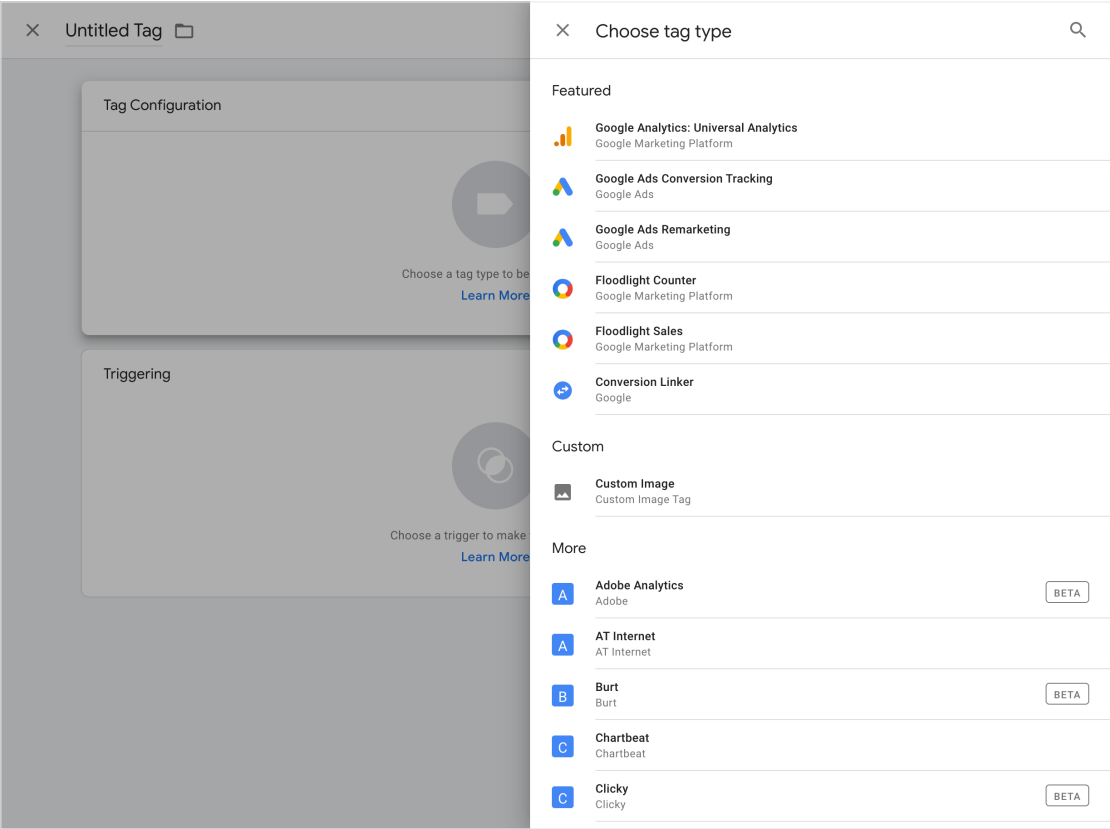 Untitled Tag
Tag Configuration
Choose a tag type to be
Learn More
Triggering
Choose a trigger to make
Learn More
Choose tag type
Featured
Google Analytics: Universal Analytics
Google Marketing Platform
Google Ads Conversion Tracking
Google Ads
Google Ads Remarketing
Google Ads
Floodlight Counter
Google Marketing Platform
Floodlight Sales
Google Marketing Platform
Conversion Linker
Google
Custom
Custom Image
Custom Image Tag
More
A
Adobe Analytics
Adobe
BETA
A
AT Internet
AT Internet
B
Burt
Burt
BETA
C
Chartbeat
Chartbeat
C
Clicky
Clicky
BETA